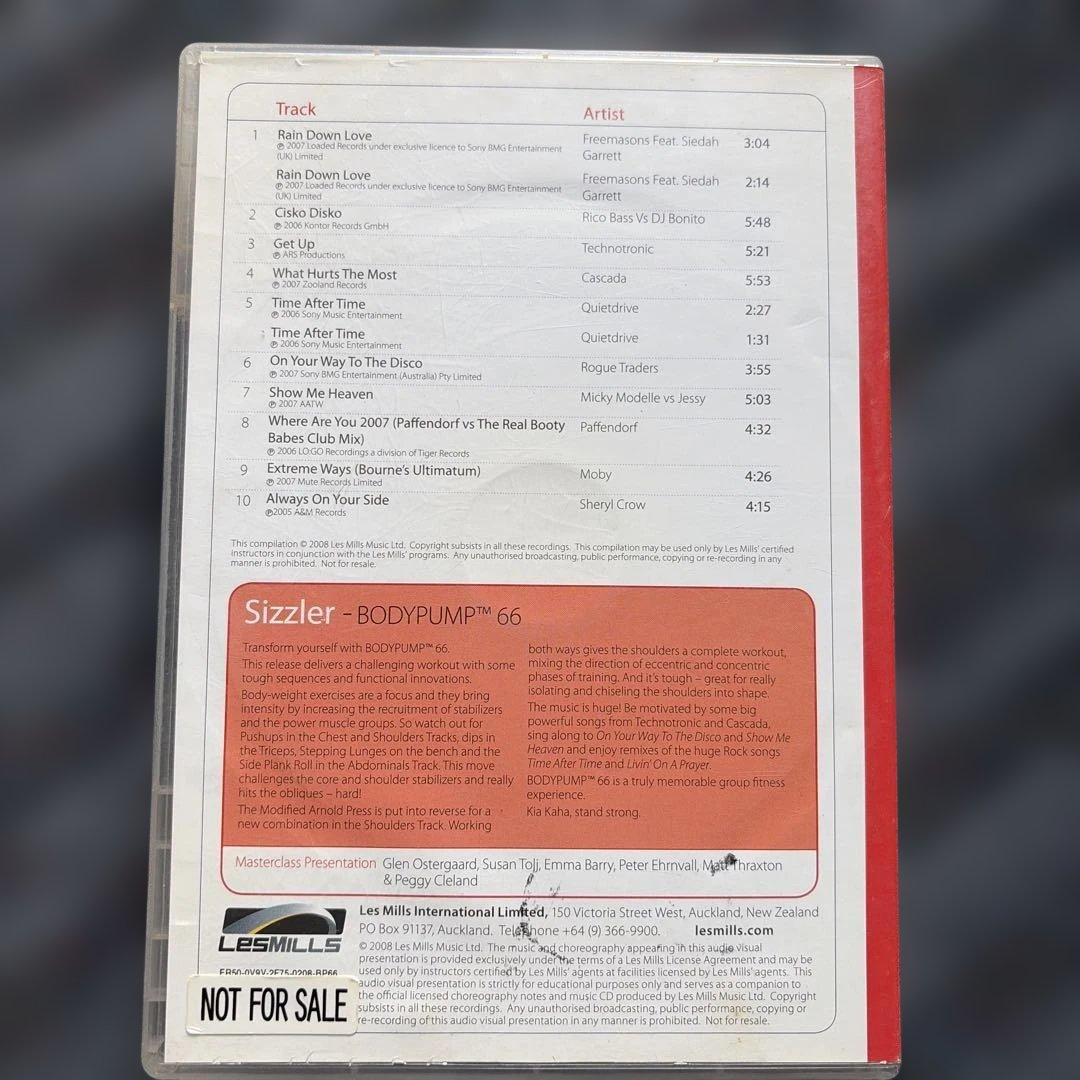 Track Artist
1 Rain Down Love Freemasons Feat. Siedah Garrett 3:04
℗ 2007 Loaded Records under exclusive licence to Sony BMG Entertainment
(UK) Limited
Rain Down Love Freemasons Feat. Siedah Garrett 2:14
℗ 2007 Loaded Records under exclusive licence to Sony BMG Entertainment
(UK) Limited
2 Cisko Disko Rico Bass Vs DJ Bonito 5:48
℗ 2006 Kontor Records GmbH
3 Get Up Technotronic 5:21
℗ ARS Productions
4 What Hurts The Most Cascada 5:53
℗ 2007 Zooland Records
5 Time After Time Quietdrive 2:27
℗ 2006 Sony Music Entertainment
Time After Time Quietdrive 1:31
℗ 2006 Sony Music Entertainment
6 On Your Way To The Disco Rogue Traders 3:55
℗ 2007 Sony BMG Entertainment (Australia) Pty Limited
7 Show Me Heaven Micky Modelle vs Jessy 5:03
℗ 2007 AATW
8 Where Are You 2007 (Paffendorf vs The Real Booty Paffendorf 4:32
Babes Club Mix)
℗ 2006 LO:GO Recordings a division of Tiger Records
9 Extreme Ways (Bourne's Ultimatum) Moby 4:26
℗ 2007 Mute Records Limited
10 Always On Your Side Sheryl Crow 4:15
℗2005 A&M Records
This compilation © 2008 Les Mills Music Ltd. Copyright subsists in all these recordings. This compilation may be used only by Les Mills' certified
instructors in conjunction with the Les Mills' programs. Any unauthorised broadcasting, public performance, copying or re-recording in any
manner is prohibited. Not for resale.
Sizzler - BODYPUMP™ 66
Transform yourself with BODYPUMP™ 66.
This release delivers a challenging workout with some
tough sequences and functional innovations.
Body-weight exercises are a focus and they bring
intensity by increasing the recruitment of stabilizers
and the power muscle groups. So watch out for
Pushups in the Chest and Shoulders Tracks, dips in
the Triceps, Stepping Lunges on the bench and the
Side Plank Roll in the Abdominals Track. This move
challenges the core and shoulder stabilizers and really
hits the obliques – hard!
The Modified Arnold Press is put into reverse for a
new combination in the Shoulders Track. Working
both ways gives the shoulders a complete workout,
mixing the direction of eccentric and concentric
phases of training. And it's tough – great for really
isolating and chiseling the shoulders into shape.
The music is huge! Be motivated by some big
powerful songs from Technotronic and Cascada,
sing along to On Your Way To The Disco and Show Me
Heaven and enjoy remixes of the huge Rock songs
Time After Time and Livin' On A Prayer.
BODYPUMP™ 66 is a truly memorable group fitness
experience.
Kia Kaha, stand strong.
Masterclass Presentation Glen Ostergaard, Susan Tolj, Emma Barry, Peter Ehrnvall, Matt Thraxton
& Peggy Cleland
LESMILLS
Les Mills International Limited, 150 Victoria Street West, Auckland, New Zealand
PO Box 91137, Auckland. Telephone +64 (9) 366-9900. lesmills.com
© 2008 Les Mills Music Ltd. The music and choreography appearing in this audio visual
presentation is provided exclusively under the terms of a Les Mills License Agreement and may be
used only by instructors certified by Les Mills' agents at facilities licensed by Les Mills' agents. This
audio visual presentation is strictly for educational purposes only and serves as a companion to
the official licensed choreography notes and music CD produced by Les Mills Music Ltd. Copyright
subsists in all these recordings. Any unauthorised broadcasting, public performance, copying or
re-recording of this audio visual presentation in any manner is prohibited. Not for resale.
NOT FOR SALE